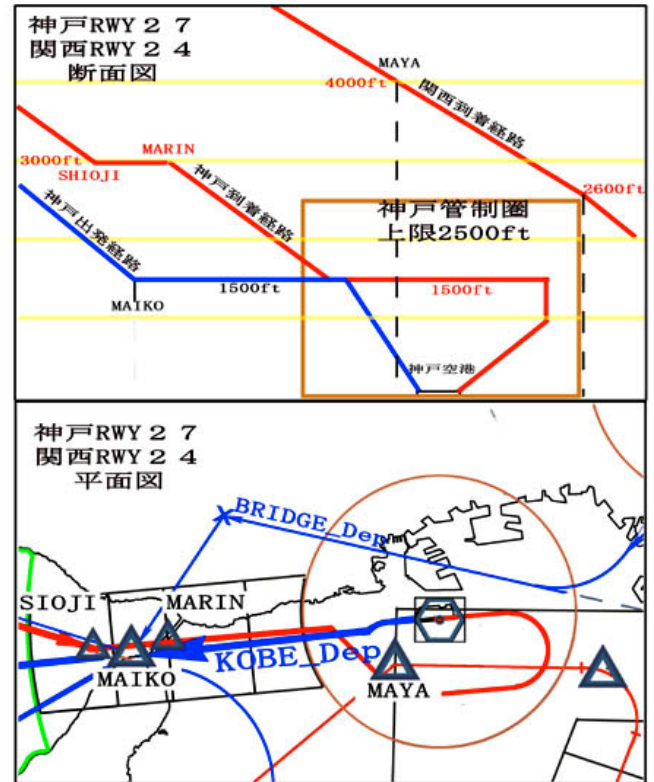 神戸RWY２７
関西RWY２４
断面図
MAYA
4000ft
関西到着経路
MARIN
3000ft
SHIOJI
神戸到着経路
2600ft
神戸出発経路
神戸管制圏
上限2500ft
1500ft
1500ft
MAIKO
神戸空港
神戸RWY２７
関西RWY２４
平面図
BRIDGE_Dep
SIOJI
MARIN
KOBE_Dep
MAIKO
MAYA